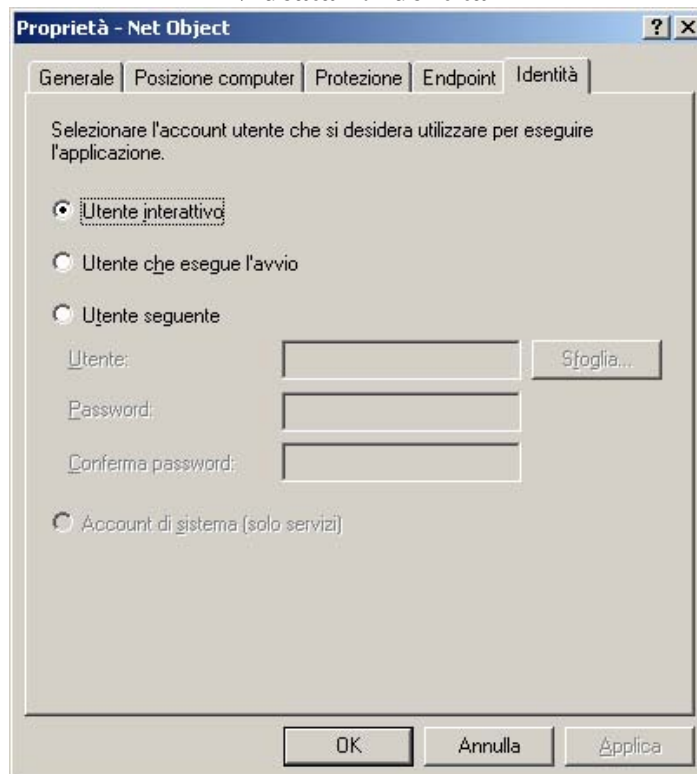 Proprietà - Net Object
Generale Posizione computer Protezione Endpoint Identità
Selezionare l'account utente che si desidera utilizzare per eseguire
l'applicazione.
Utente interattivo
Utente che esegue l'avvio
Utente seguente
Utente: Sfoglia...
Password:
Conferma password:
Account di sistema (solo servizi)
OK Annulla Applica